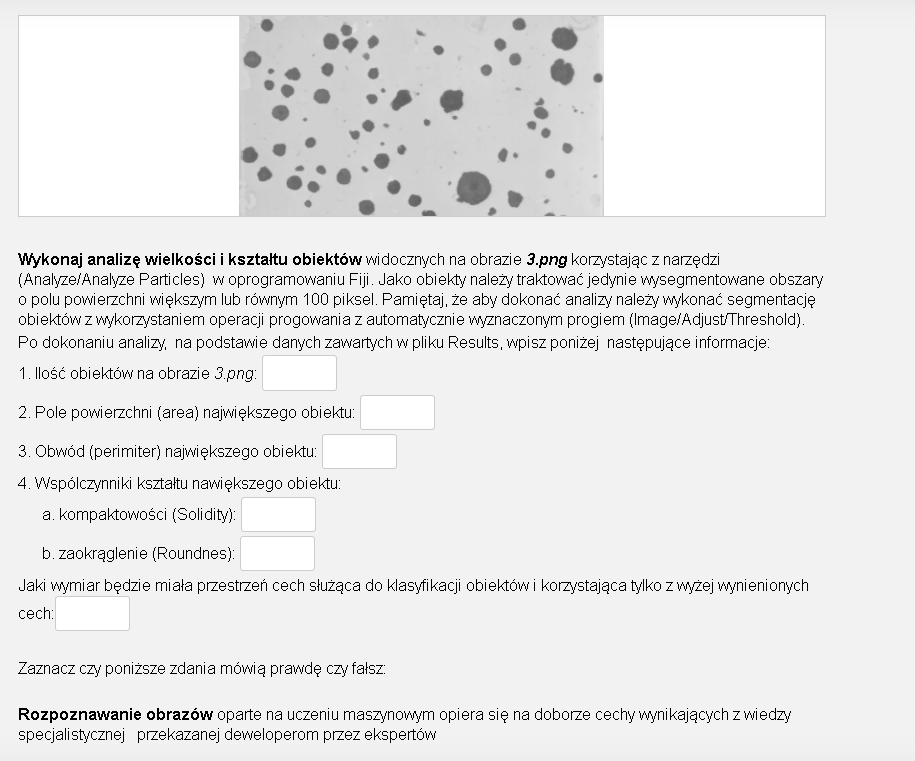 Wykonaj analizę wielkości i kształtu obiektów widocznych na obrazie 3.png korzystając z narzędzi
(Analyze/Analyze Particles) w oprogramowaniu Fiji. Jako obiekty należy traktować jedynie wysegmentowane obszary
o polu powierzchni większym lub równym 100 piksel. Pamiętaj, że aby dokonać analizy należy wykonać segmentację
obiektów z wykorzystaniem operacji progowania z automatycznie wyznaczonym progiem (Image/Adjust/Threshold).
Po dokonaniu analizy, na podstawie danych zawartych w pliku Results, wpisz poniżej następujące informacje:
1. Ilość obiektów na obrazie 3.png:
2. Pole powierzchni (area) największego obiektu:
3. Obwód (perimiter) największego obiektu:
4. Wspólczynniki kształtu nawiększego obiektu:
a. kompaktowości (Solidity):
b. zaokrąglenie (Roundnes):
Jaki wymiar będzie miała przestrzeń cech służąca do klasyfikacji obiektów i korzystająca tylko z wyżej wynienionych
cech:
Zaznacz czy poniższe zdania mówią prawdę czy fałsz:
Rozpoznawanie obrazów oparte na uczeniu maszynowym opiera się na doborze cechy wynikających z wiedzy
specjalistycznej przekazanej deweloperom przez ekspertów